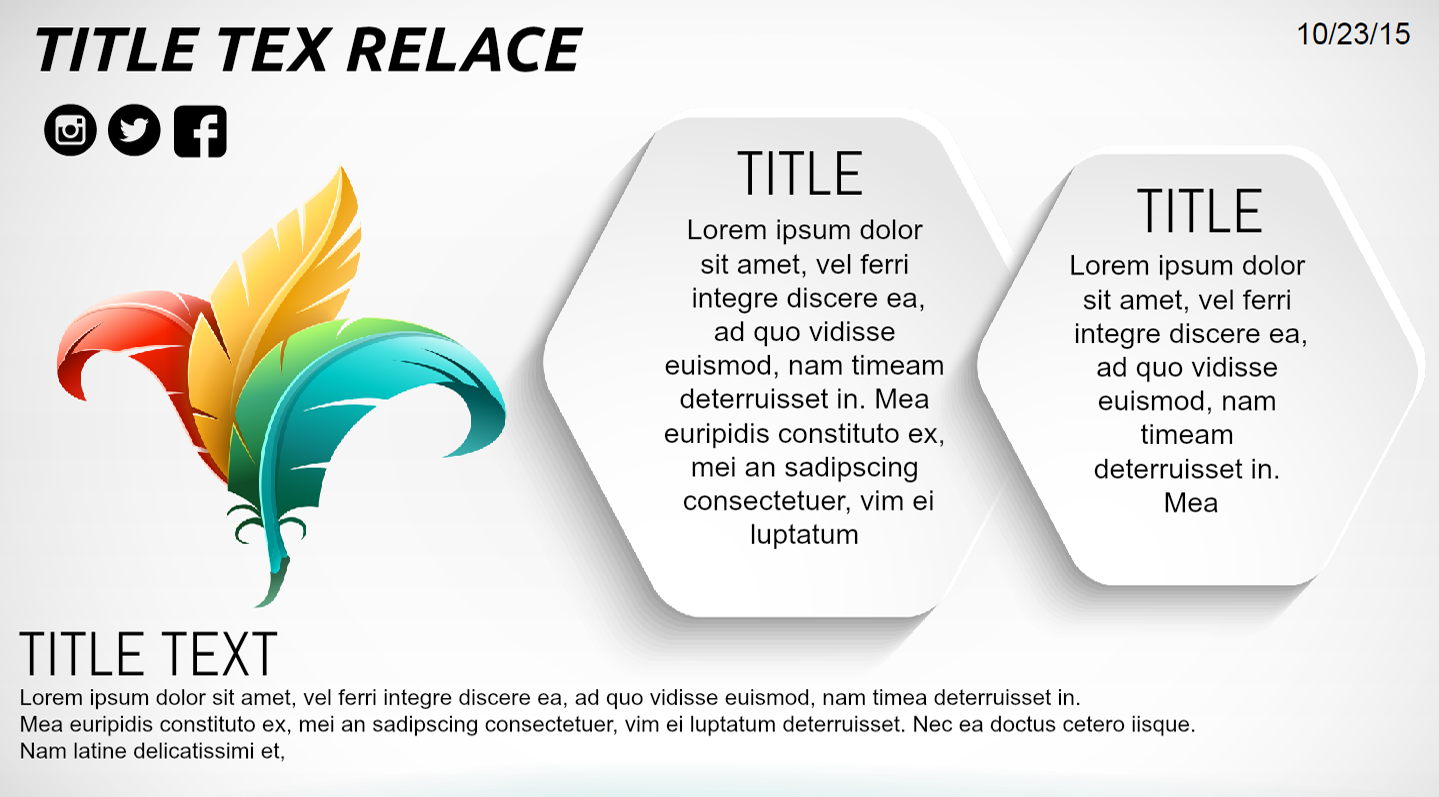 TITLE TEX RELACE
10/23/15
TITLE
Lorem ipsum dolor
sit amet, vel ferri
integre discere ea,
ad quo vidisse
euismod, nam timeam
deterruisset in. Mea
euripidis constituto ex,
mei an sadipscing
consectetuer, vim ei
luptatum
TITLE
Lorem ipsum dolor
sit amet, vel ferri
integre discere ea,
ad quo vidisse
euismod, nam
timeam
deterruisset in.
Mea
TITLE TEXT
Lorem ipsum dolor sit amet, vel ferri integre discere ea, ad quo vidisse euismod, nam timea deterruisset in.
Mea euripidis constituto ex, mei an sadipscing consectetuer, vim ei luptatum deterruisset. Nec ea doctus cetero iisque.
Nam latine delicatissimi et,